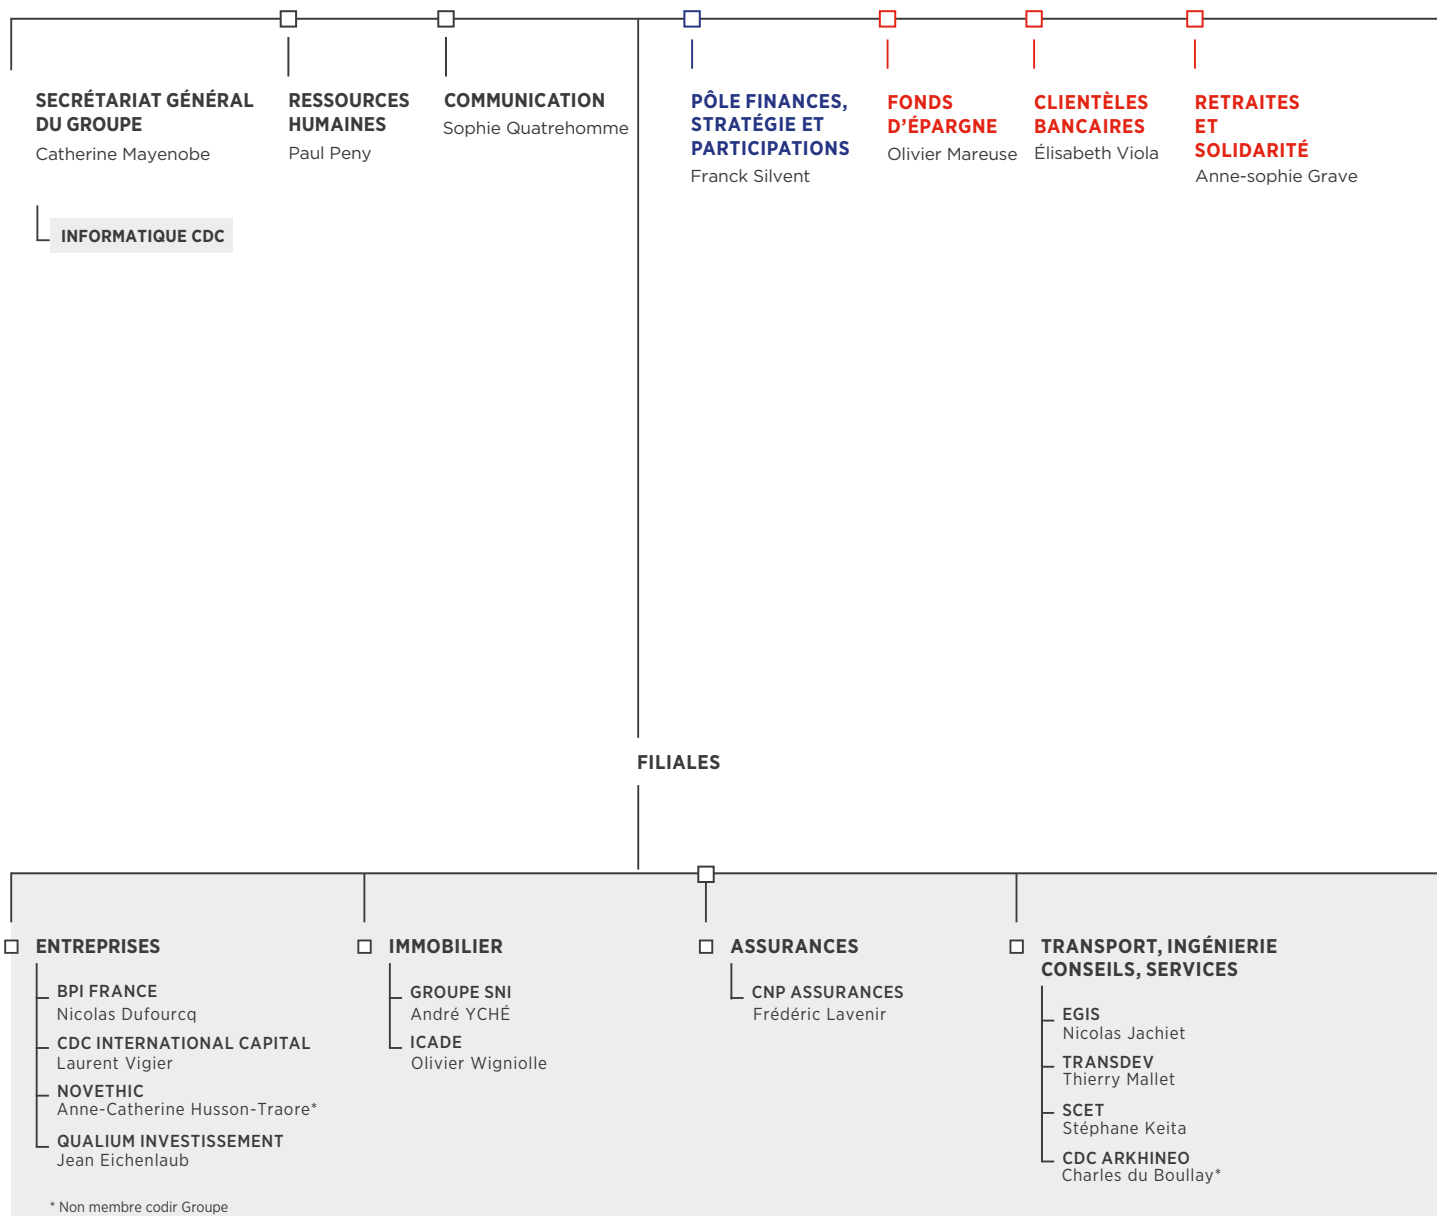 SECRÉTARIAT GÉNÉRAL
DU GROUPE
Catherine Mayenobe
INFORMATIQUE CDC
RESSOURCES
HUMAINES
Paul Peny
COMMUNICATION
Sophie Quatrehomme
PÔLE FINANCES,
STRATÉGIE ET
PARTICIPATIONS
Franck Silvent
FONDS
D’ÉPARGNE
Olivier Mareuse
CLIENTÈLES
BANCAIRES
Élisabeth Viola
RETRAITES
ET
SOLIDARITÉ
Anne-sophie Grave
FILIALES
ENTREPRISES
BPI FRANCE
Nicolas Dufourcq
CDC INTERNATIONAL CAPITAL
Laurent Vigier
NOVETHIC
Anne-Catherine Husson-Traore*
QUALIUM INVESTISSEMENT
Jean Eichenlaub
IMMOBILIER
GROUPE SNI
André YCHÉ
ICADE
Olivier Wigniolle
ASSURANCES
CNP ASSURANCES
Frédéric Lavenir
TRANSPORT, INGÉNIERIE
CONSEILS, SERVICES
EGIS
Nicolas Jachiet
TRANSDEV
Thierry Mallet
SCET
Stéphane Keita
CDC ARKHINEO
Charles du Boullay*
* Non membre codir Groupe